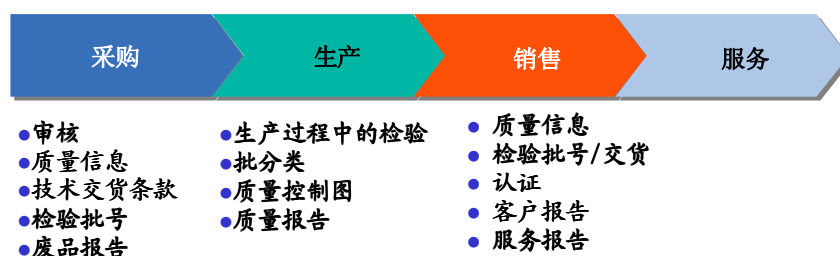 采购
生产
销售
服务
●审核
●质量信息
●技术交货条款
●检验批号
●废品报告
●生产过程中的检验
●批分类
●质量控制图
●质量报告
● 质量信息
● 检验批号/交货
● 认证
● 客户报告
● 服务报告